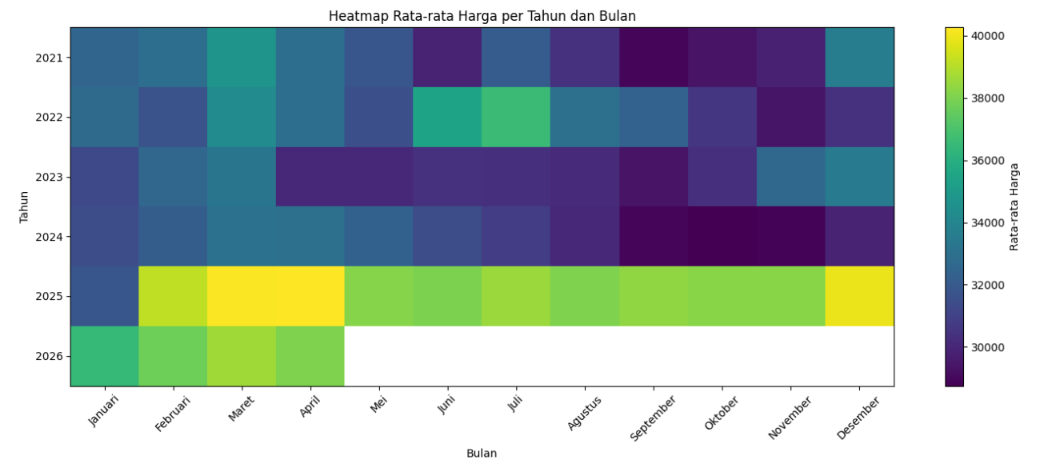 Heatmap Rata-rata Harga per Tahun dan Bulan
2021
2022
2023
2024
2025
2026
Tahun
Januari
Februari
Maret
April
Mei
Juni
Juli
Agustus
September
Oktober
November
Desember
Bulan
40000
38000
36000
34000
32000
30000
Rata-rata Harga